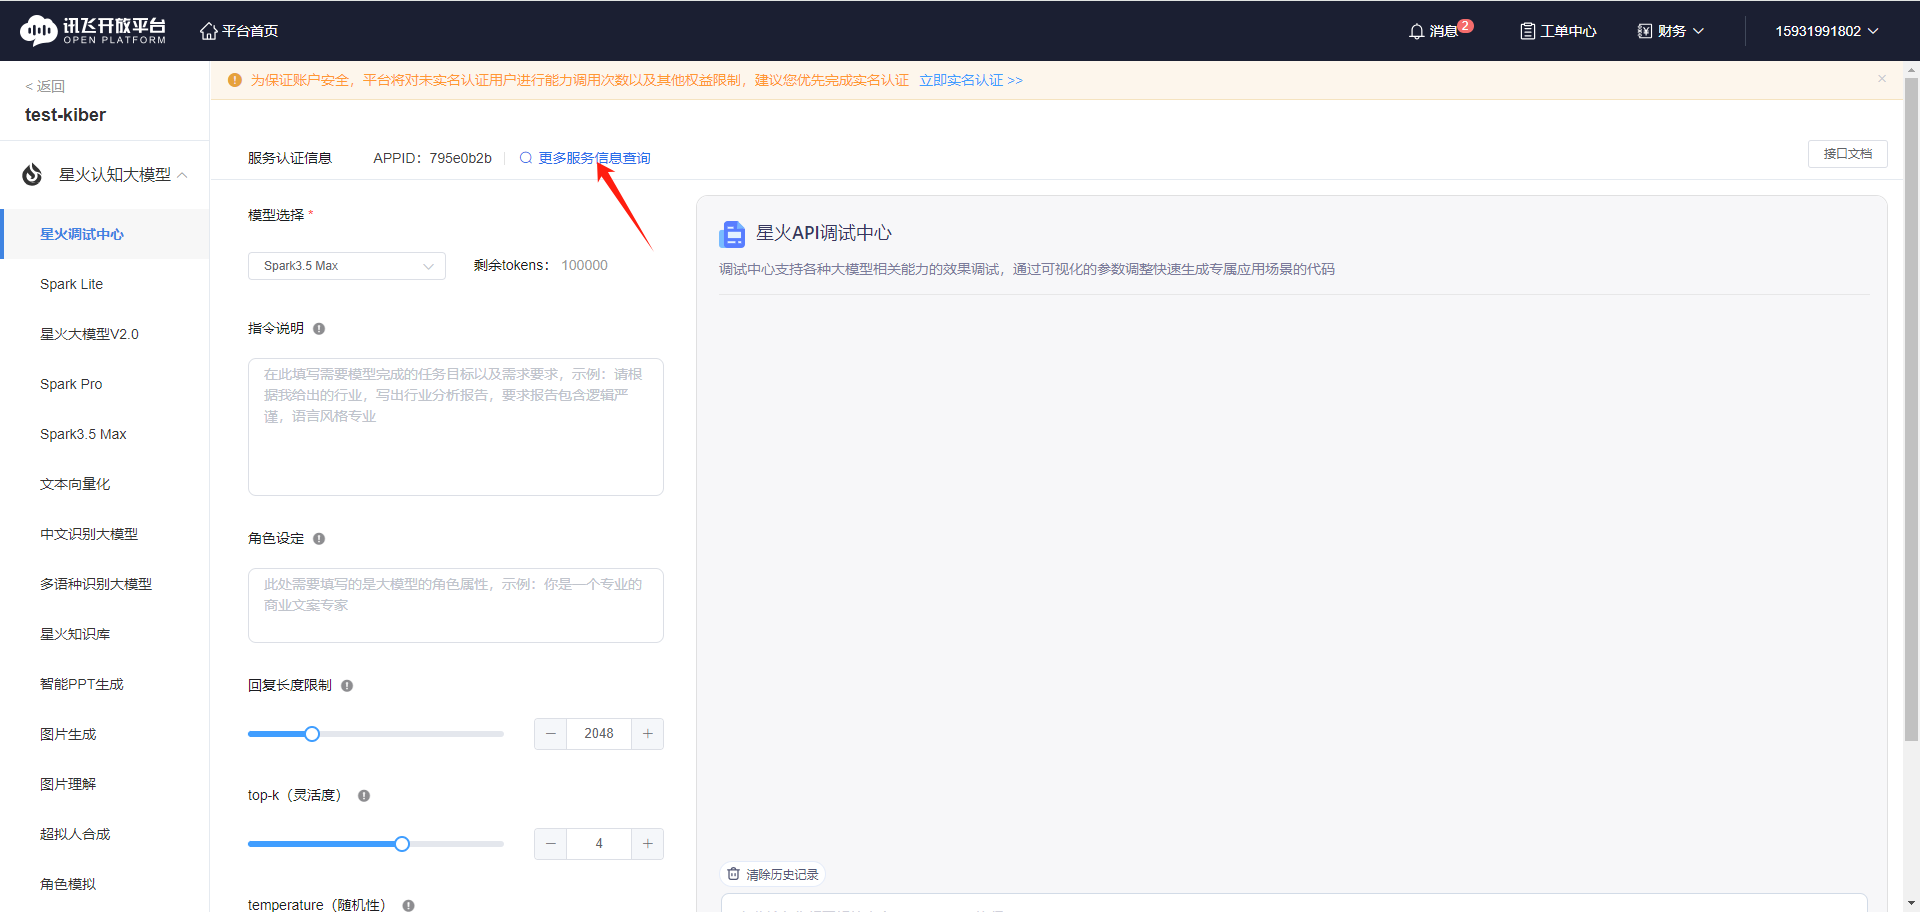 讯飞开放平台
OPEN PLATFORM
平台首页
消息 2
工单中心
财务
15931991802
< 返回
test-kiber
为保证账户安全，平台将对未实名认证用户进行能力调用次数以及其他权益限制，建议您优先完成实名认证 立即实名认证 >>
服务认证信息 APPID：795e0b2b 更多服务信息查询
接口文档
星火认知大模型
星火调试中心
Spark Lite
星火大模型V2.0
Spark Pro
Spark3.5 Max
文本向量化
中文识别大模型
多语种识别大模型
星火知识库
智能PPT生成
图片生成
图片理解
超拟人合成
角色模拟
模型选择 *
Spark3.5 Max
剩余tokens： 100000
指令说明
在此填写需要模型完成的任务目标以及需求要求，示例：请根
据我给出的行业，写出行业分析报告，要求报告包含逻辑严
谨，语言风格专业
角色设定
此处需要填写的是大模型的角色属性，示例：你是一个专业的
商业文案专家
回复长度限制
2048
top-k（灵活度）
4
temperature（随机性）
星火API调试中心
调试中心支持各种大模型相关能力的效果调试，通过可视化的参数调整快速生成专属应用场景的代码
清除历史记录